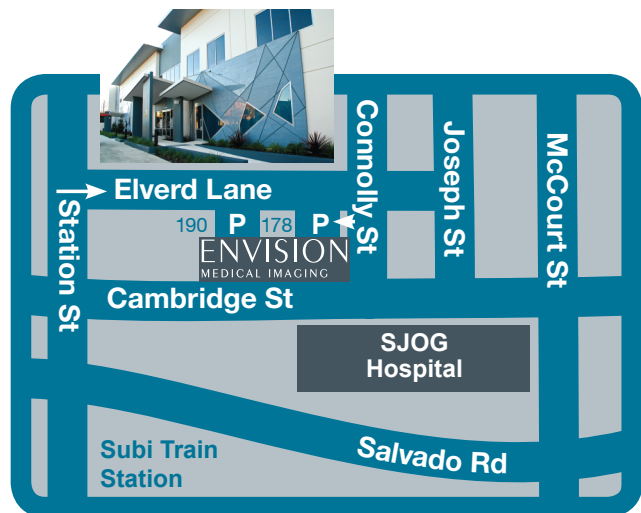 Elverd Lane
Connolly St
Joseph St
McCourt St
Station St
190 P 178 P
ENVISION
MEDICAL IMAGING
Cambridge St
SJOG
Hospital
Salvado Rd
Subi Train
Station